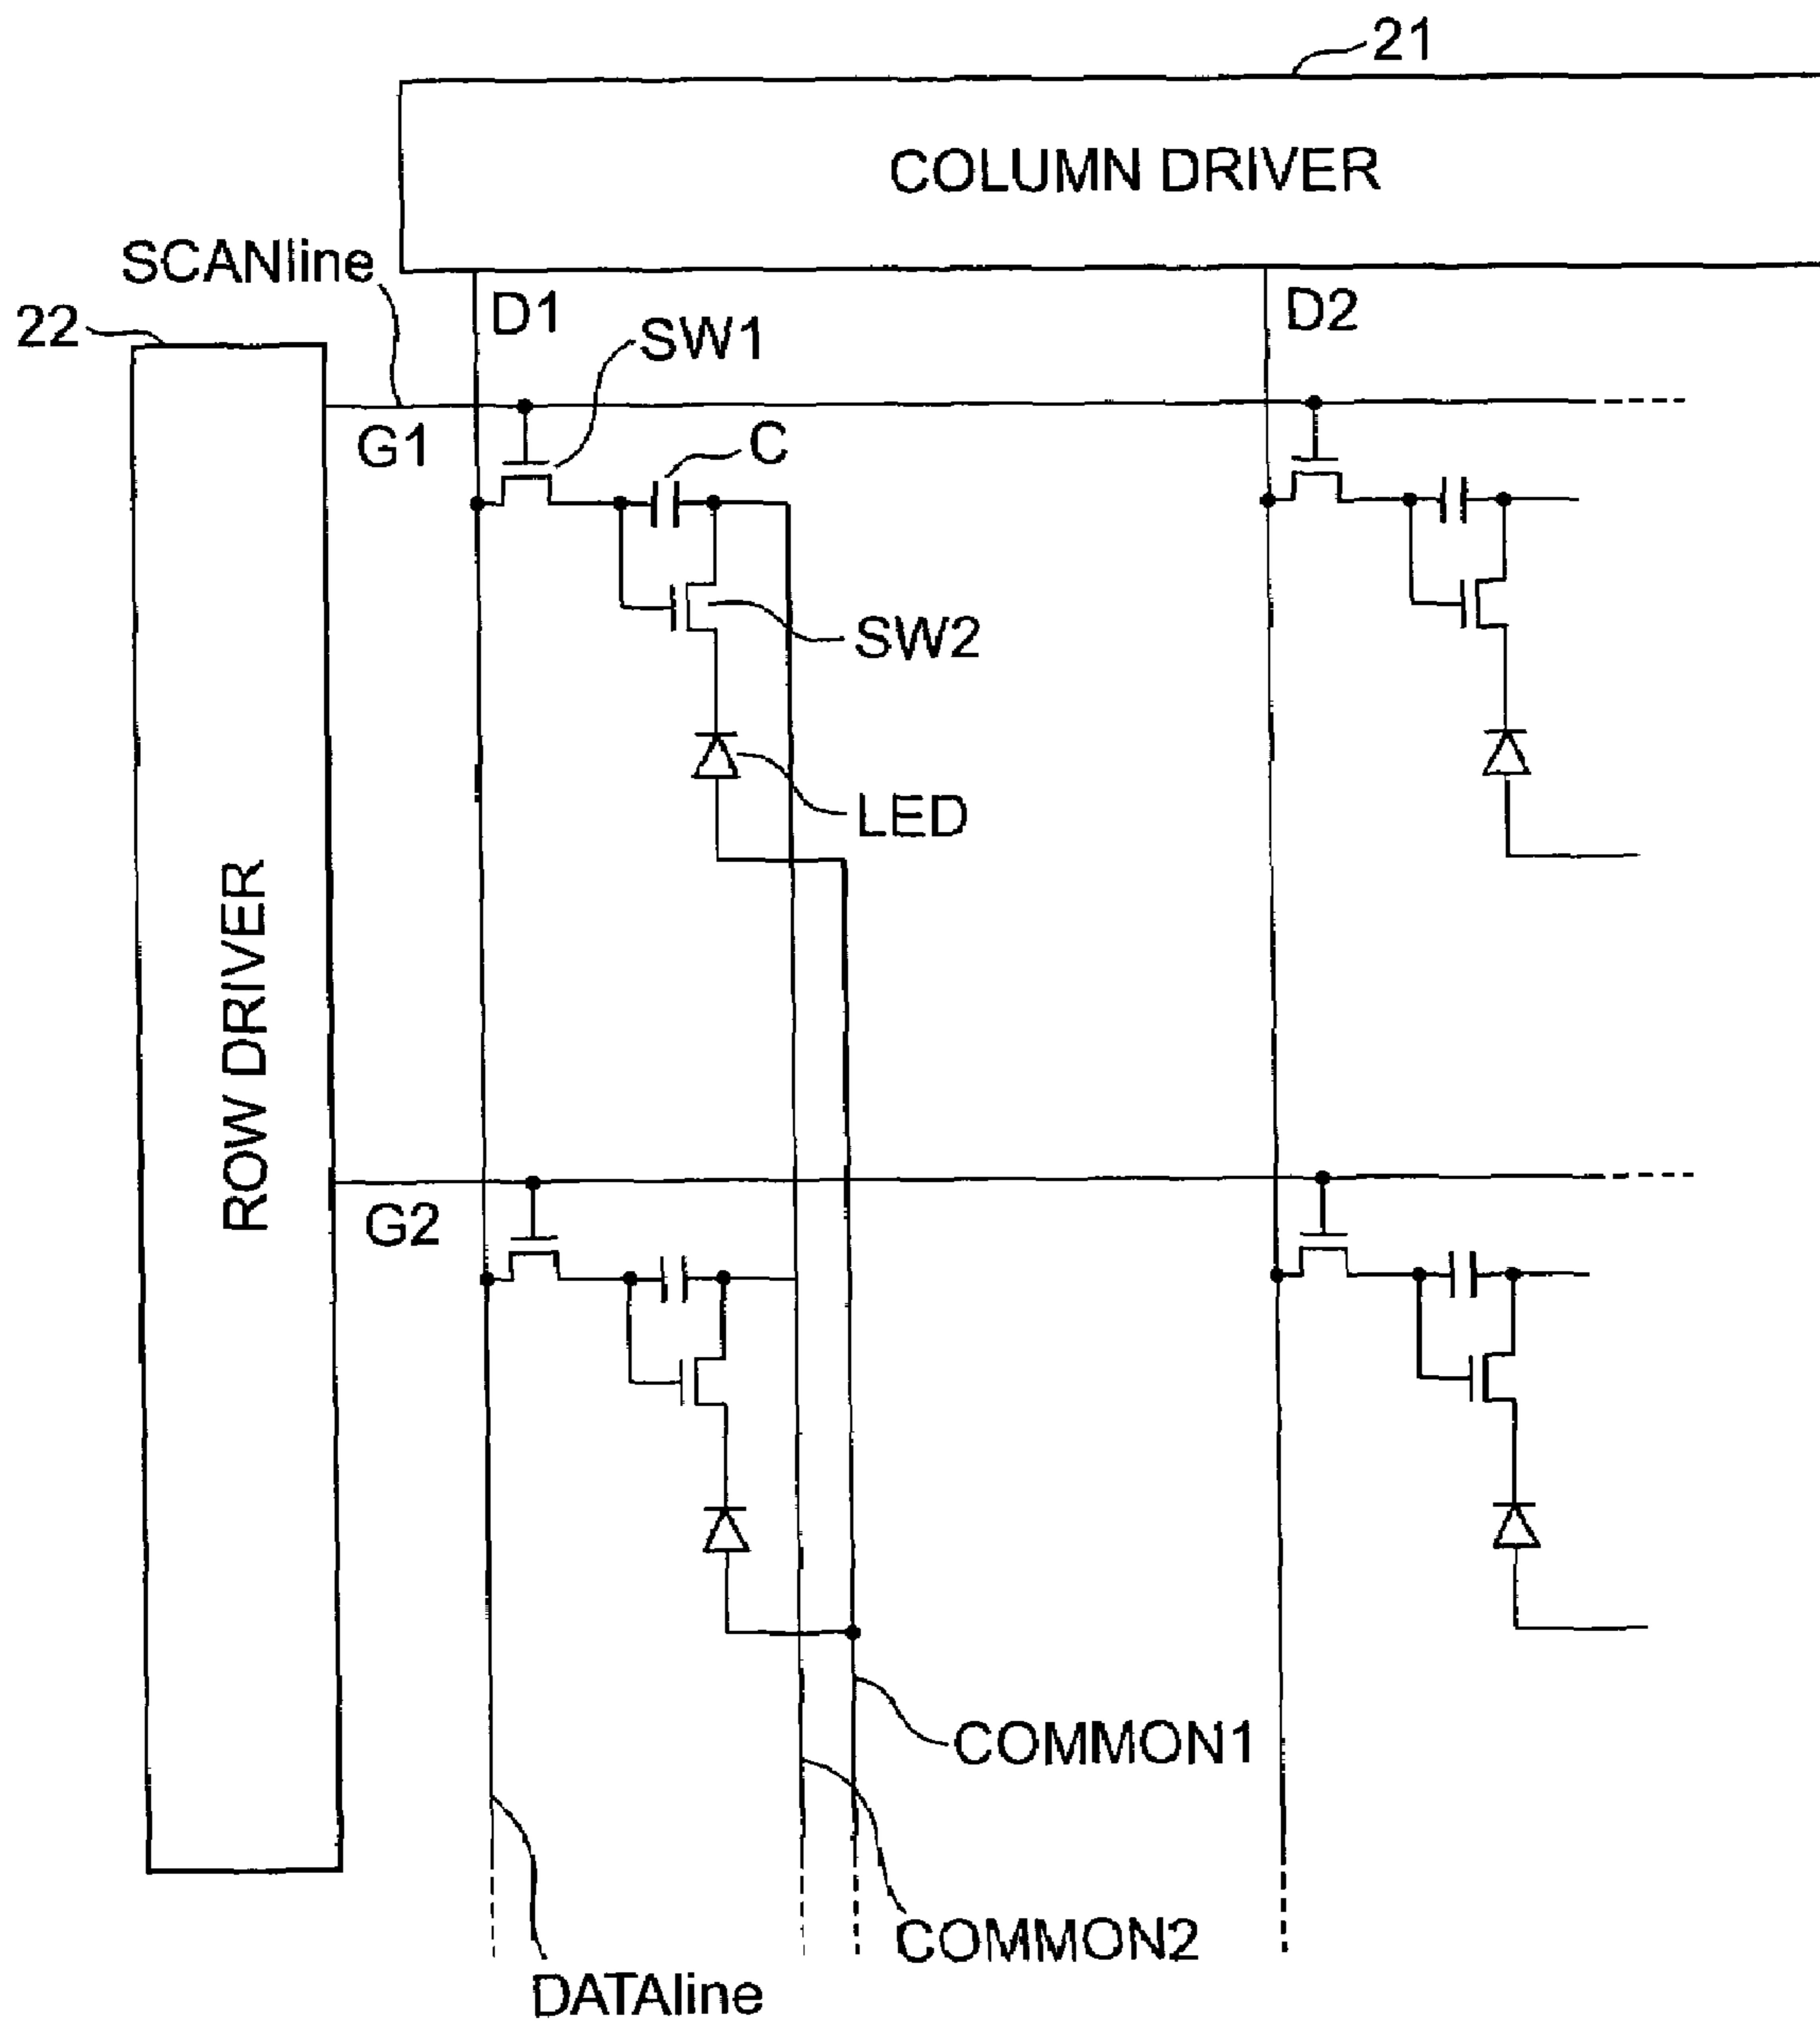 21
COLUMN DRIVER
SCANline
22
D1
D2
SW1
G1
C
SW2
LED
ROW DRIVER
G2
COMMON1
COMMON2
DATAline